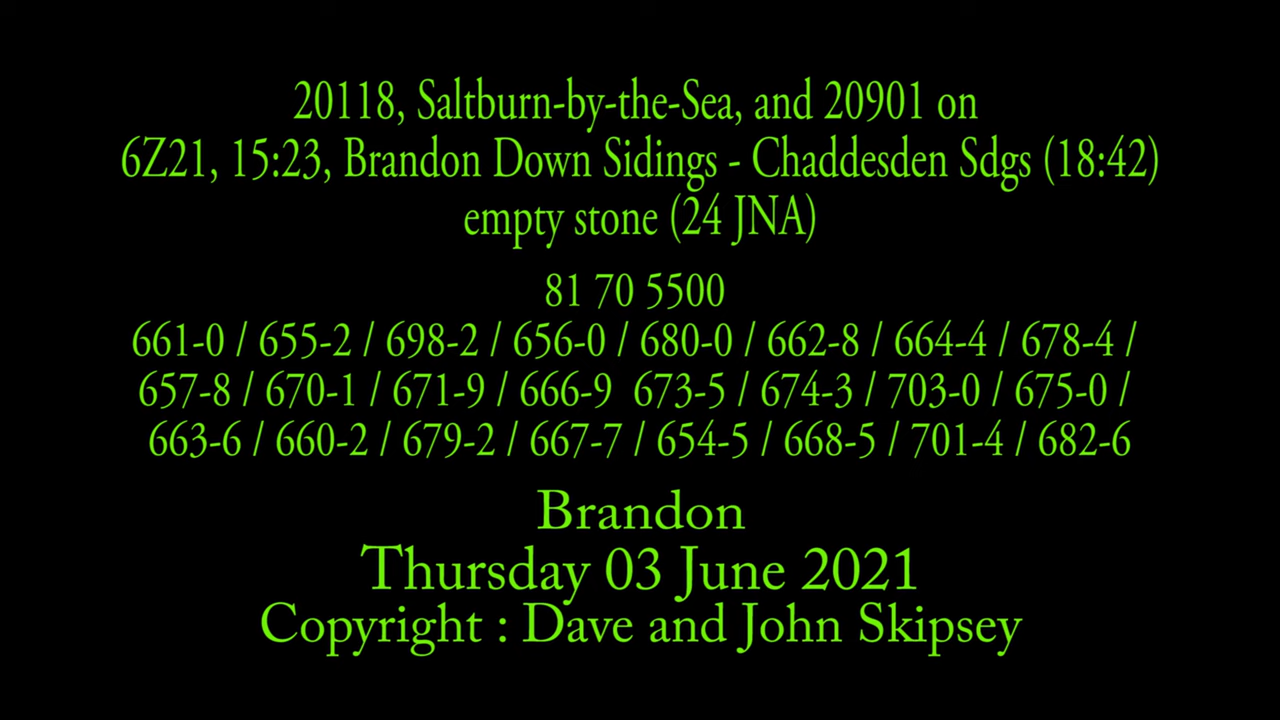 20118, Saltburn-by-the-Sea, and 20901 on
6Z21, 15:23, Brandon Down Sidings - Chaddesden Sdgs (18:42)
empty stone (24 JNA)
81 70 5500
661-0 / 655-2 / 698-2 / 656-0 / 680-0 / 662-8 / 664-4 / 678-4 /
657-8 / 670-1 / 671-9 / 666-9  673-5 / 674-3 / 703-0 / 675-0 /
663-6 / 660-2 / 679-2 / 667-7 / 654-5 / 668-5 / 701-4 / 682-6
Brandon
Thursday 03 June 2021
Copyright : Dave and John Skipsey